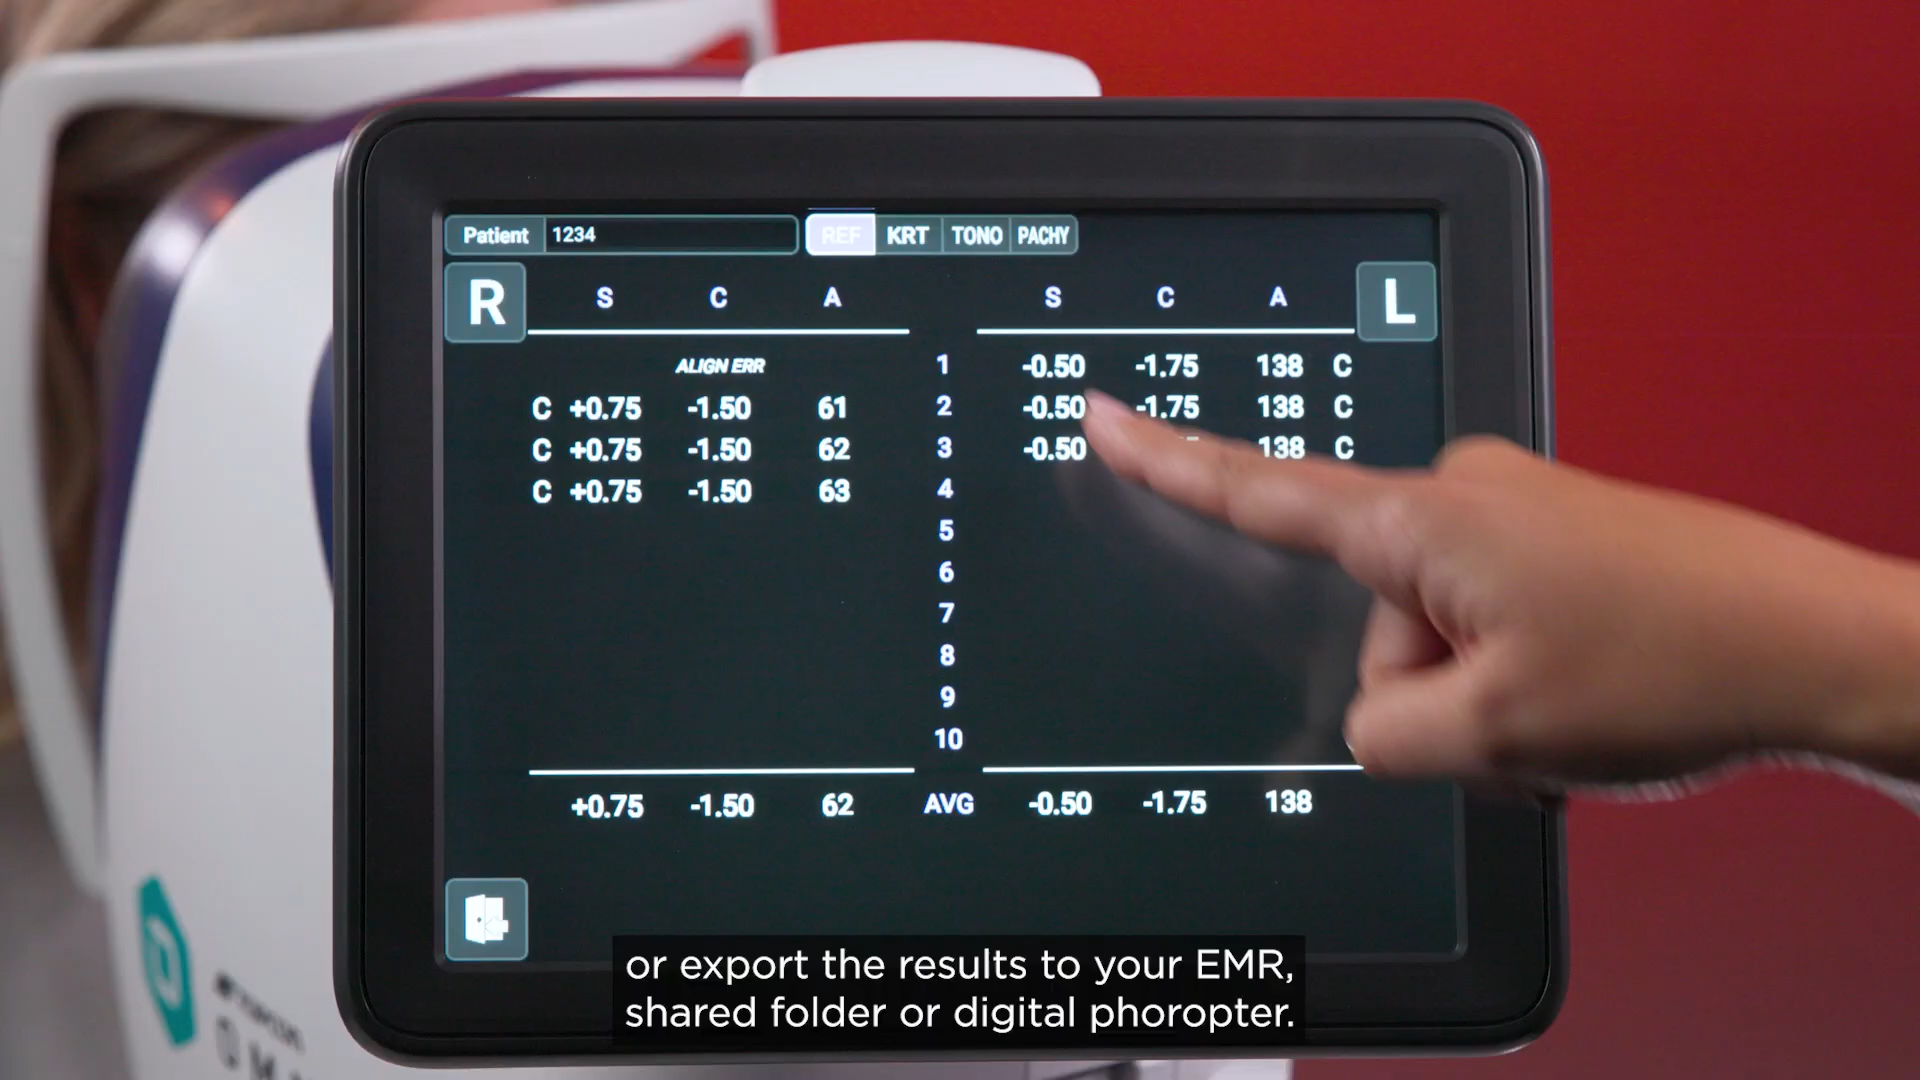 Patient 1234 REF KRT TONO PACHY
R S C A S C A L
ALIGN ERR 1 -0.50 -1.75 138 C
C +0.75 -1.50 61 2 -0.50 -1.75 138 C
C +0.75 -1.50 62 3 -0.50 138 C
C +0.75 -1.50 63 4
5
6
7
8
9
10
+0.75 -1.50 62 AVG -0.50 -1.75 138
or export the results to your EMR,
shared folder or digital phoropter.